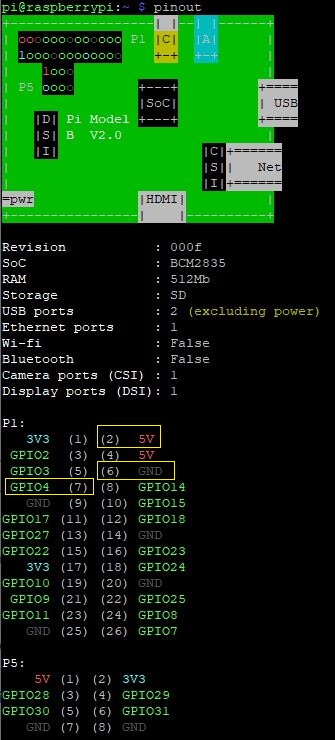 pi@raspberrypi:~ $ pinout
| |
ooooooooooooo P1 |C| |A|
1oooooooooooo +-+ +-+
1ooo
P5 oooo +---+ +====
|SoC| | USB
|D| Pi Model +---+ +====
|S| B V2.0
|I| |C|+======
|S| Net
|I|+======
=pwr |HDMI|
+----------------| |----------+
Revision : 000f
SoC : BCM2835
RAM : 512Mb
Storage : SD
USB ports : 2 (excluding power)
Ethernet ports : 1
Wi-fi : False
Bluetooth : False
Camera ports (CSI) : 1
Display ports (DSI): 1
P1:
3V3 (1) (2) 5V
GPIO2 (3) (4) 5V
GPIO3 (5) (6) GND
GPIO4 (7) (8) GPIO14
GND (9) (10) GPIO15
GPIO17 (11) (12) GPIO18
GPIO27 (13) (14) GND
GPIO22 (15) (16) GPIO23
3V3 (17) (18) GPIO24
GPIO10 (19) (20) GND
GPIO9 (21) (22) GPIO25
GPIO11 (23) (24) GPIO8
GND (25) (26) GPIO7
P5:
5V (1) (2) 3V3
GPIO28 (3) (4) GPIO29
GPIO30 (5) (6) GPIO31
GND (7) (8) GND